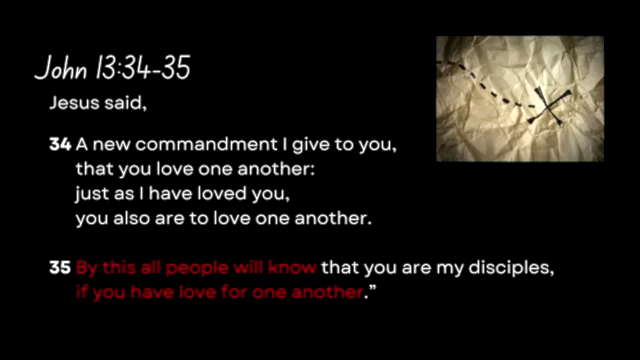 John 13:34-35
Jesus said,
34 A new commandment I give to you,
that you love one another:
just as I have loved you,
you also are to love one another.
35 By this all people will know that you are my disciples,
if you have love for one another.”